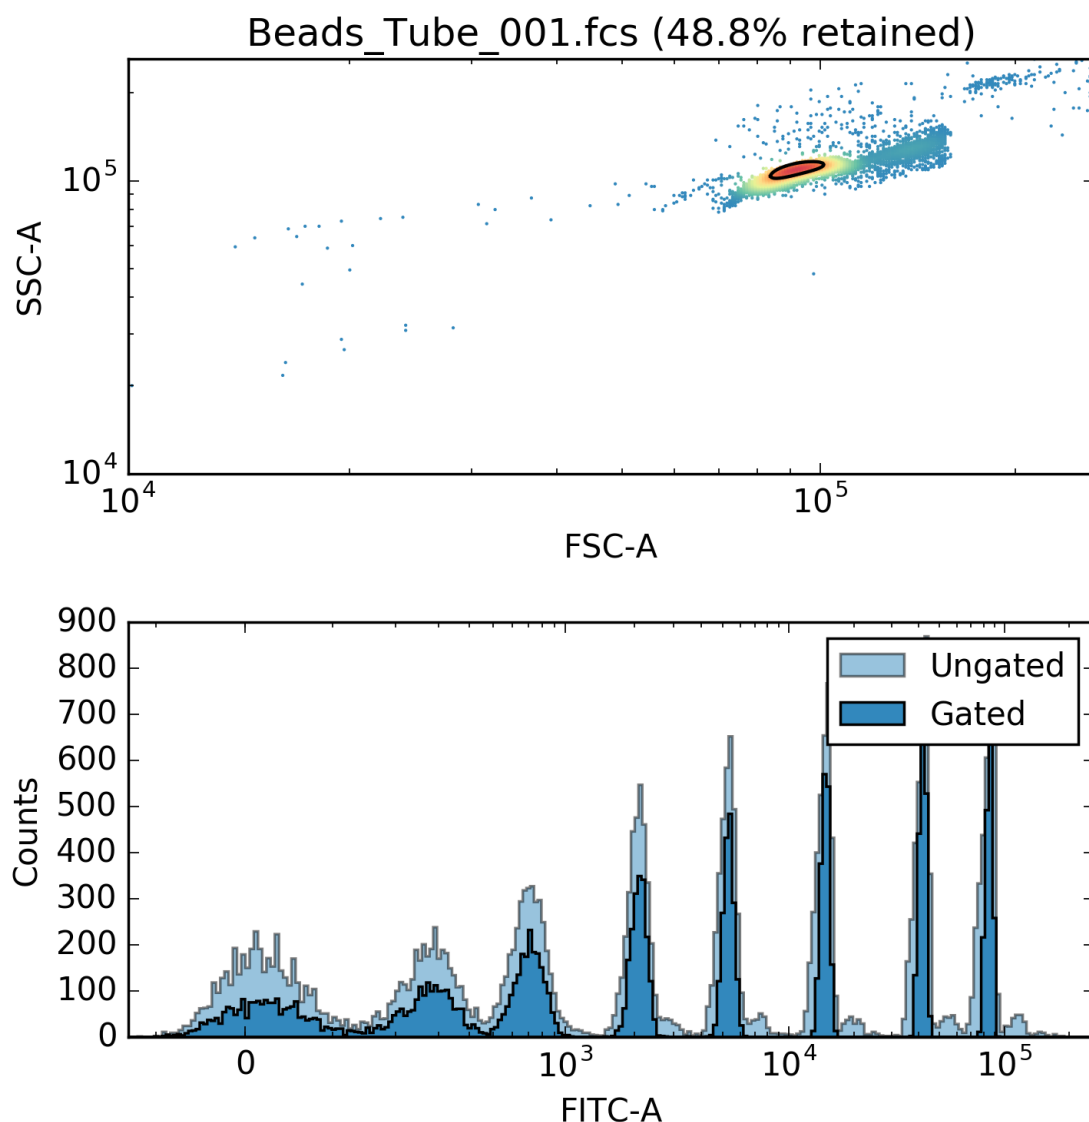 Beads_Tube_001.fcs (48.8% retained)
SSC-A
10^5
10^4
10^4 10^5
FSC-A
Counts
900
800
700
600
500
400
300
200
100
0
Ungated
Gated
0 10^3 10^4 10^5
FITC-A